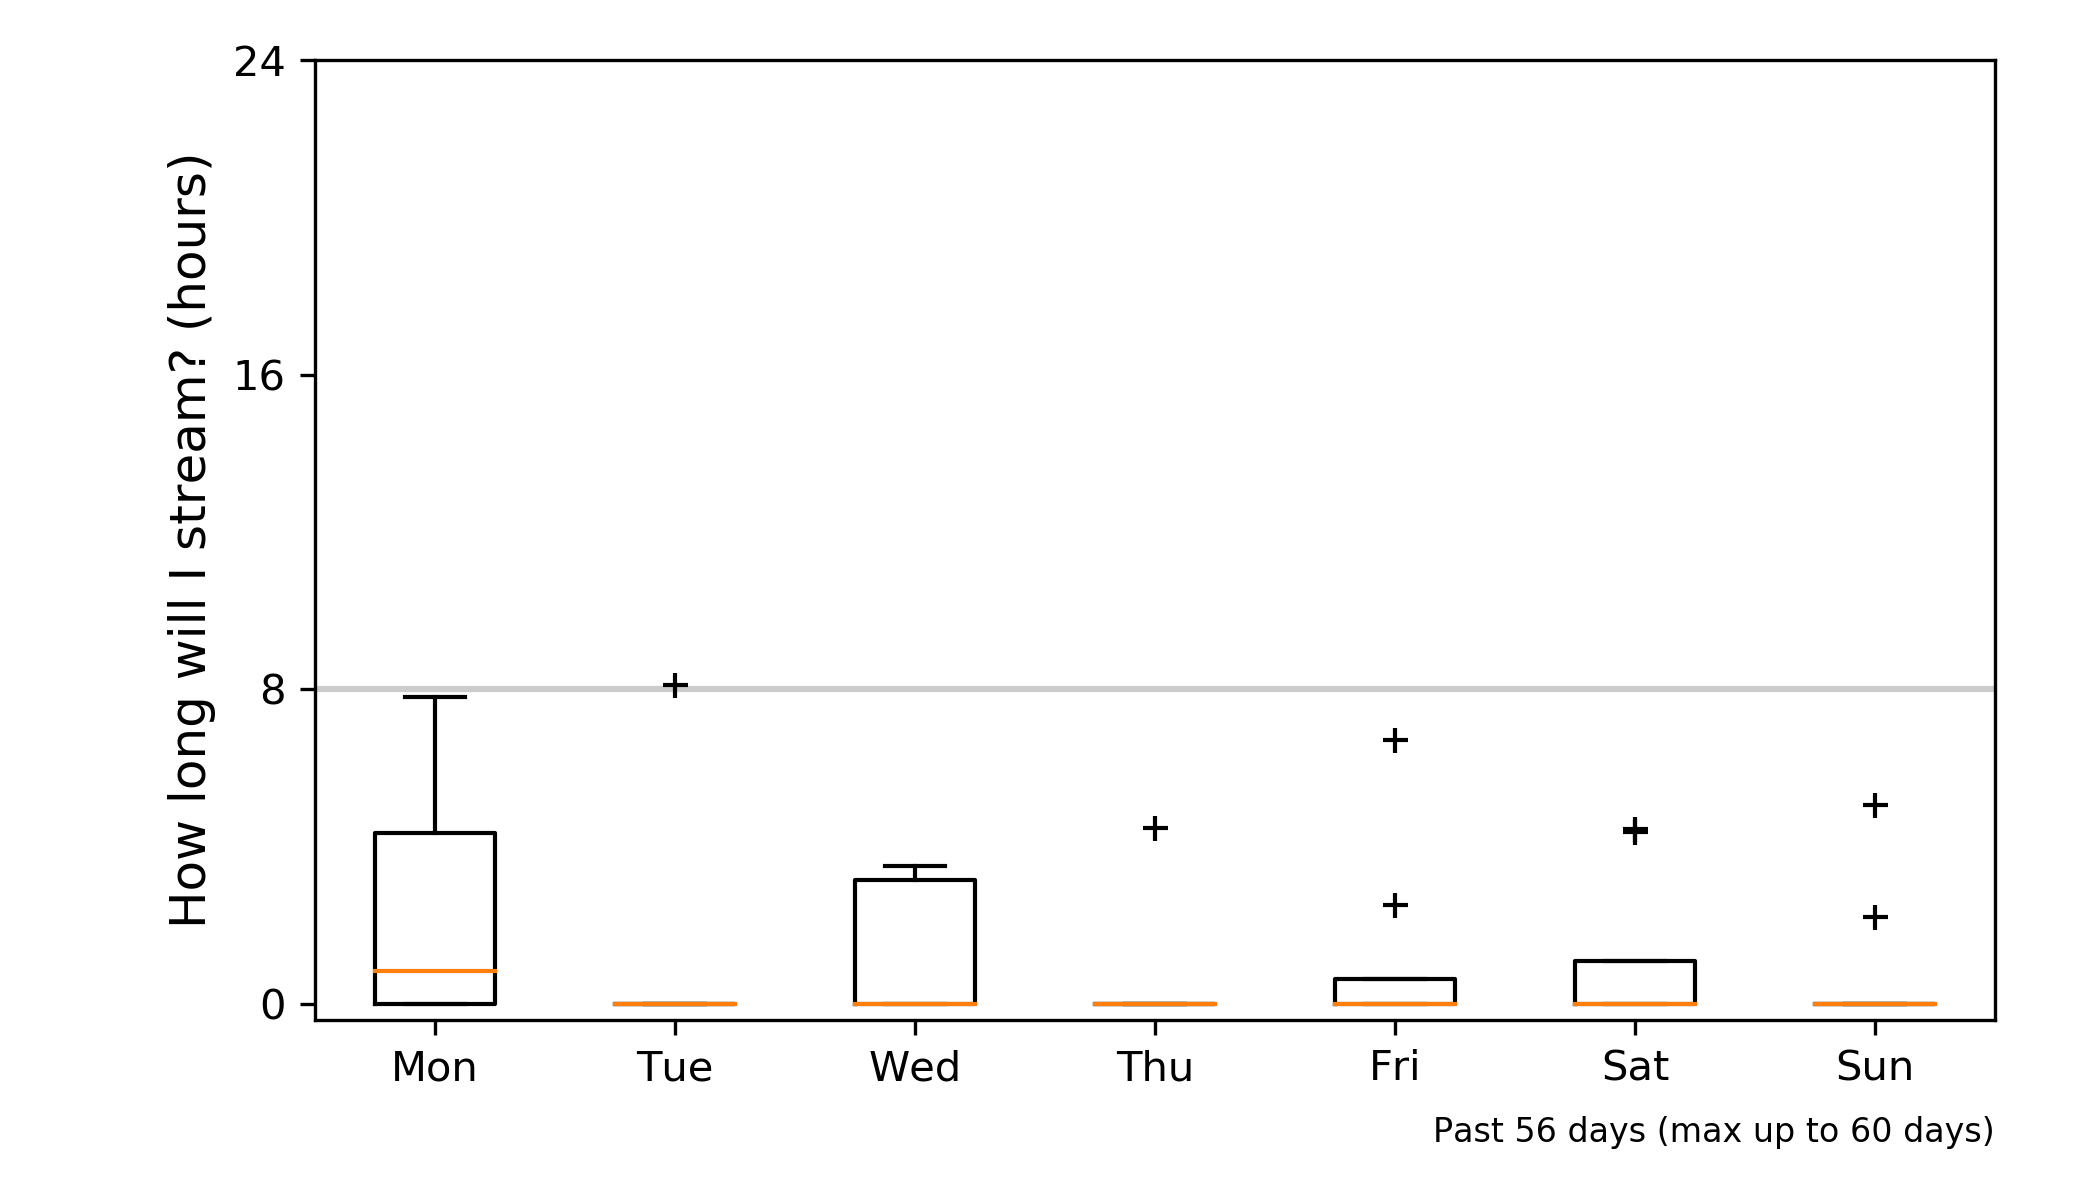 How long will I stream? (hours)
24
16
8
0
Mon Tue Wed Thu Fri Sat Sun
Past 56 days (max up to 60 days)